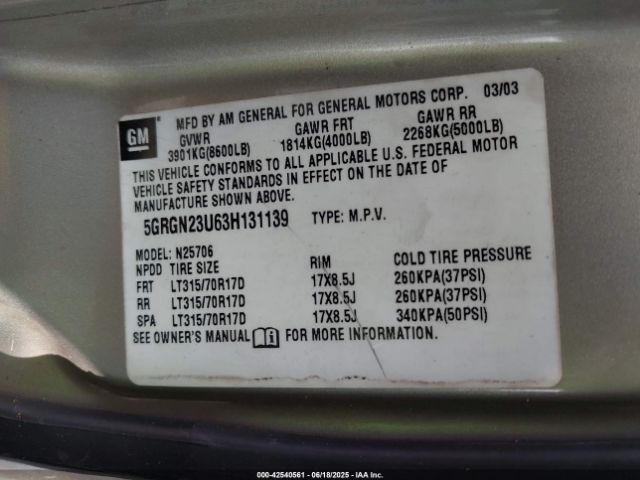 GM
MFD BY AM GENERAL FOR GENERAL MOTORS CORP. 03/03
GVWR GAWR FRT GAWR RR
3901KG(8600LB) 1814KG(4000LB) 2268KG(5000LB)
THIS VEHICLE CONFORMS TO ALL APPLICABLE U.S. FEDERAL MOTOR
VEHICLE SAFETY STANDARDS IN EFFECT ON THE DATE OF
MANUFACTURE SHOWN ABOVE.
5GRGN23U63H131139 TYPE: M.P.V.
MODEL: N25706
NPDD TIRE SIZE RIM COLD TIRE PRESSURE
FRT LT315/70R17D 17X8.5J 260KPA(37PSI)
RR LT315/70R17D 17X8.5J 260KPA(37PSI)
SPA LT315/70R17D 17X8.5J 340KPA(50PSI)
SEE OWNER'S MANUAL i FOR MORE INFORMATION.
000-42540561 - 06/18/2025 - IAAI Inc.